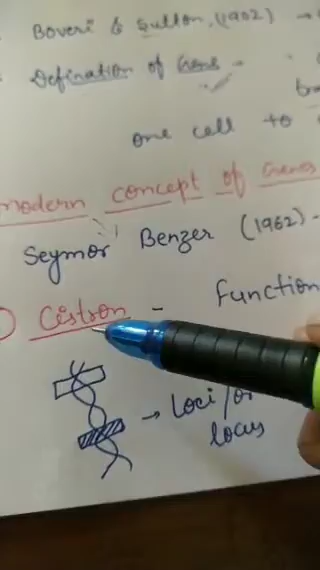 Boveri & Sutton, (1902) →
Defination of Gene -
one cell to
modern concept of Genes
Seymor Benzer (1962)-
Cistron - Function
→ Loci/or
locus